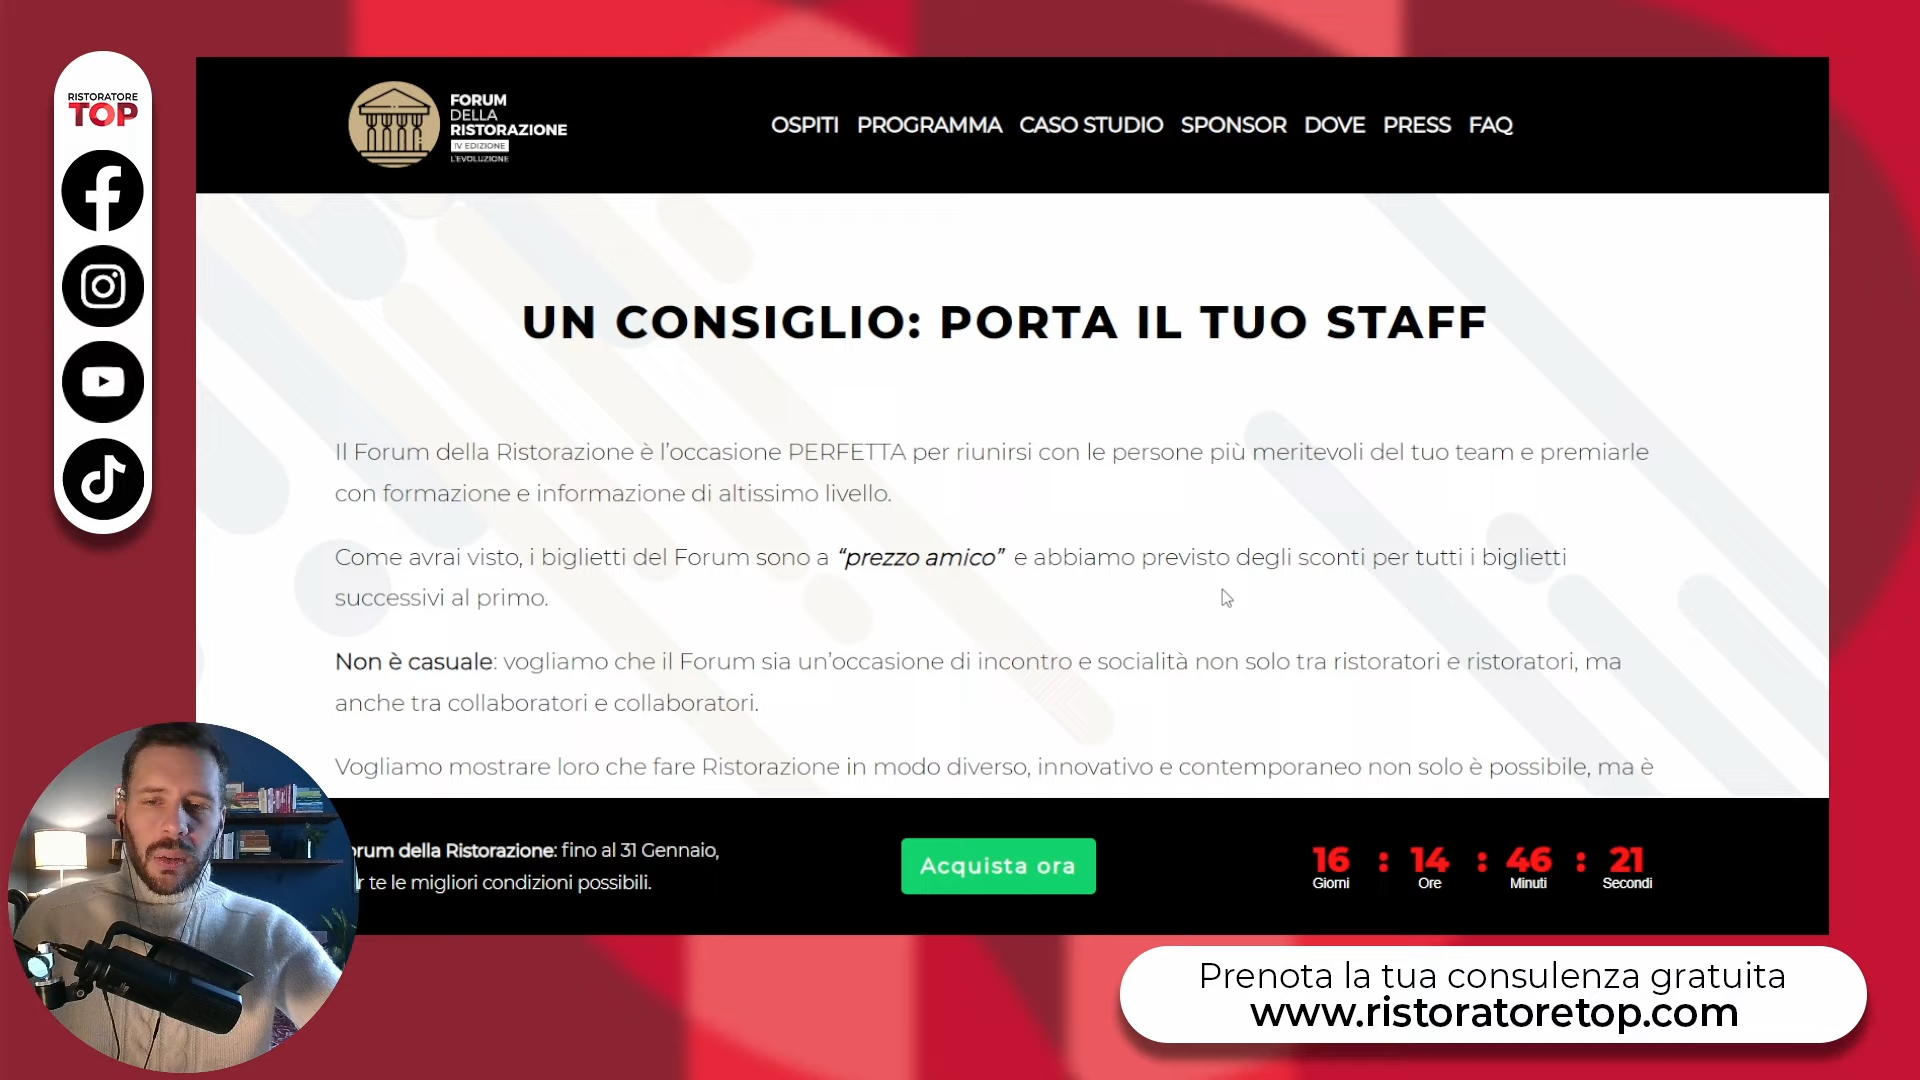 RISTORATORE
TOP
FORUM
DELLA
RISTORAZIONE
IV EDIZIONE
L'EVOLUZIONE
OSPITI PROGRAMMA CASO STUDIO SPONSOR DOVE PRESS FAQ
UN CONSIGLIO: PORTA IL TUO STAFF
Il Forum della Ristorazione è l’occasione PERFETTA per riunirsi con le persone più meritevoli del tuo team e premiarle
con formazione e informazione di altissimo livello.
Come avrai visto, i biglietti del Forum sono a “prezzo amico” e abbiamo previsto degli sconti per tutti i biglietti
successivi al primo.
Non è casuale: vogliamo che il Forum sia un’occasione di incontro e socialità non solo tra ristoratori e ristoratori, ma
anche tra collaboratori e collaboratori.
Vogliamo mostrare loro che fare Ristorazione in modo diverso, innovativo e contemporaneo non solo è possibile, ma è
rum della Ristorazione: fino al 31 Gennaio,
r te le migliori condizioni possibili.
Acquista ora
16 : 14 : 46 : 21
Giorni Ore Minuti Secondi
Prenota la tua consulenza gratuita
www.ristoratoretop.com